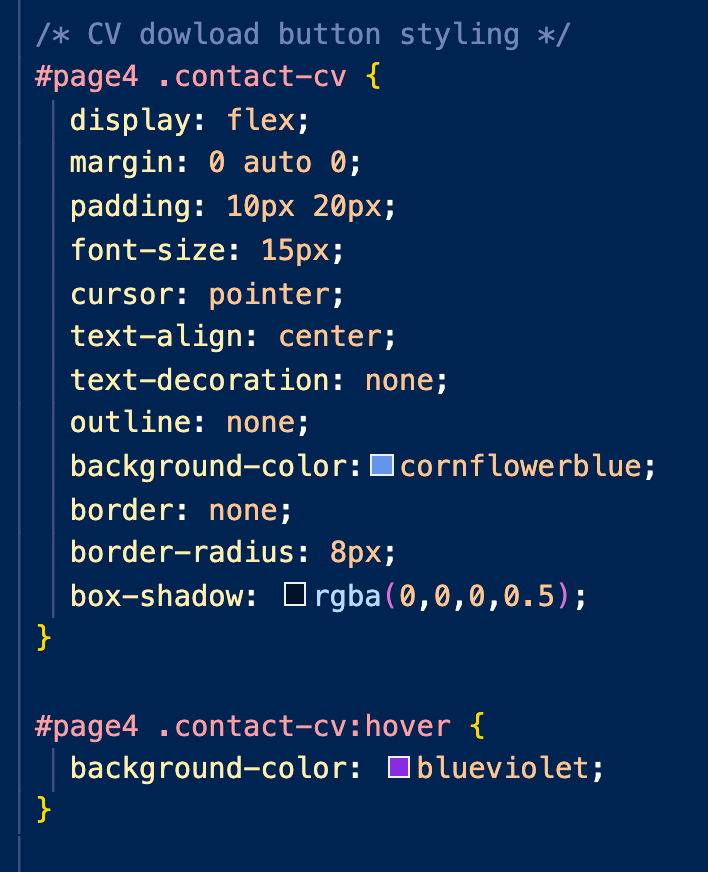 /* CV dowload button styling */
#page4 .contact-cv {
display: flex;
margin: 0 auto 0;
padding: 10px 20px;
font-size: 15px;
cursor: pointer;
text-align: center;
text-decoration: none;
outline: none;
background-color: cornflowerblue;
border: none;
border-radius: 8px;
box-shadow: rgba(0,0,0,0.5);
}
#page4 .contact-cv:hover {
background-color: blueviolet;
}